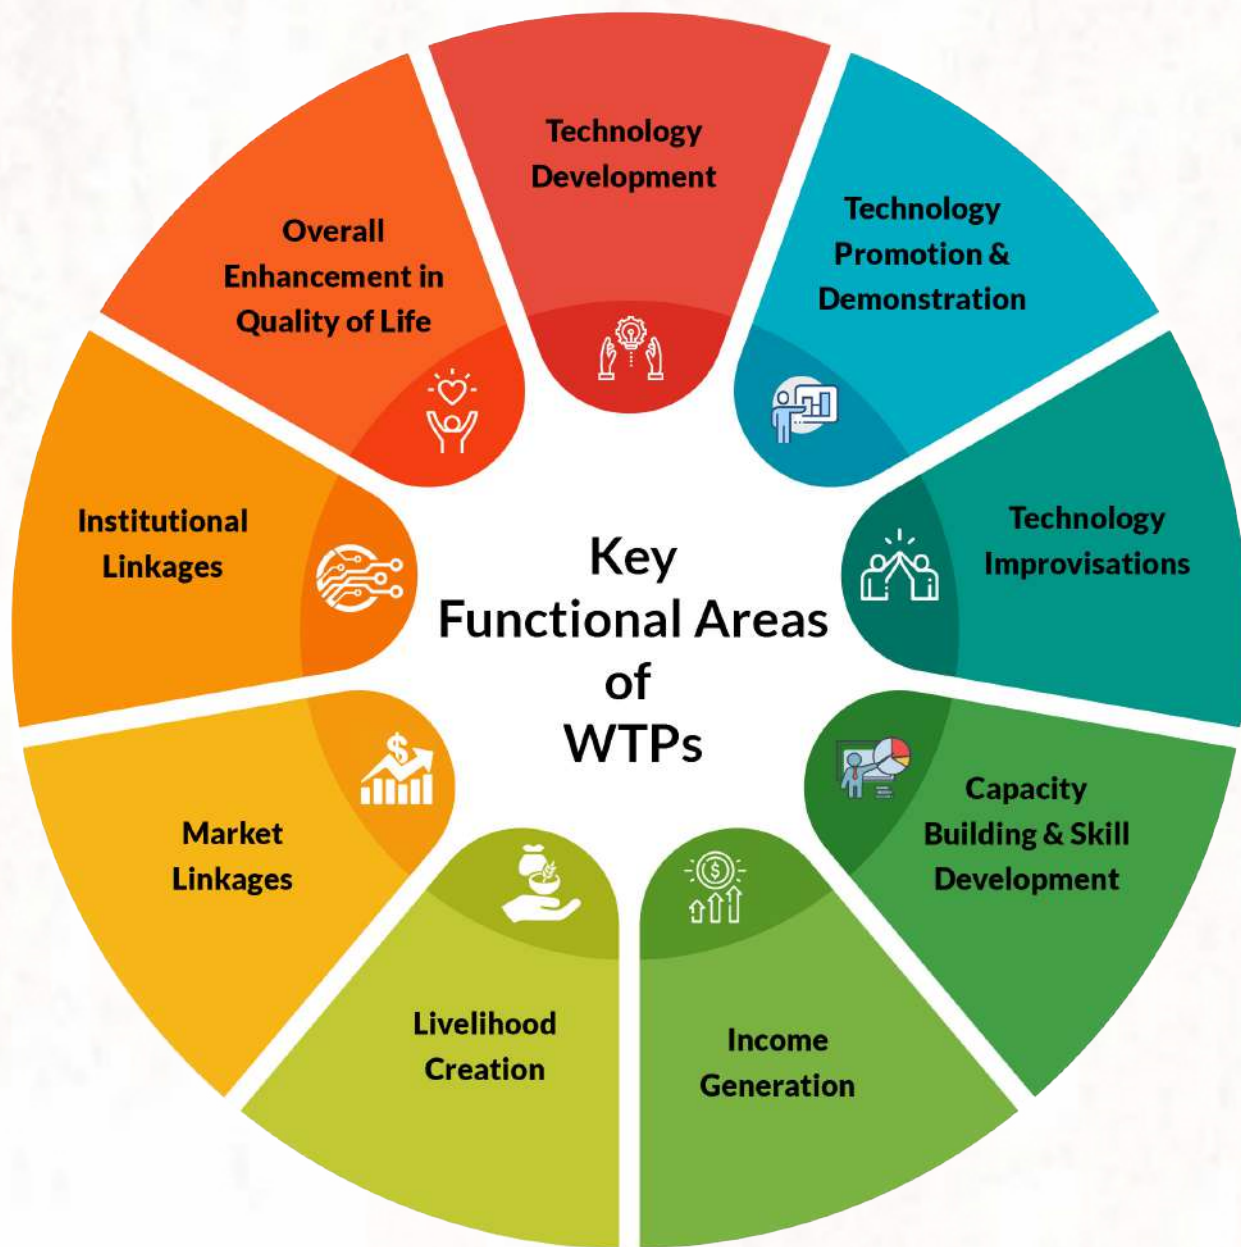 Key
Functional Areas
of
WTPs
Technology
Development
Technology
Promotion &
Demonstration
Technology
Improvisations
Capacity
Building & Skill
Development
Income
Generation
Livelihood
Creation
Market
Linkages
Institutional
Linkages
Overall
Enhancement in
Quality of Life